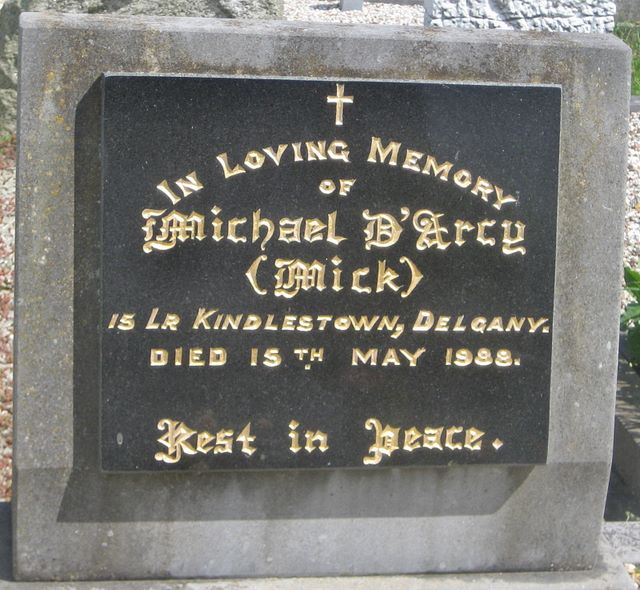 IN LOVING MEMORY
OF
Michael D'Arcy
(Mick)
15 LR KINDLESTOWN, DELGANY.
DIED 15TH MAY 1988.
Rest in Peace.